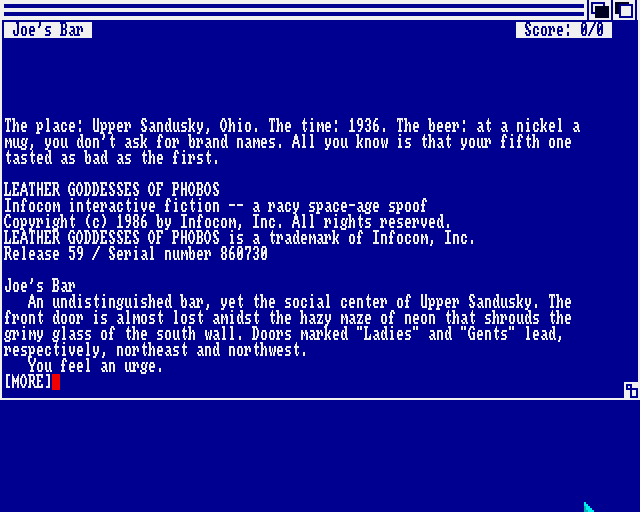 Joe's Bar Score: 0/0
The place: Upper Sandusky, Ohio. The time: 1936. The beer: at a nickel a
mug, you don't ask for brand names. All you know is that your fifth one
tasted as bad as the first.
LEATHER GODDESSES OF PHOBOS
Infocom interactive fiction -- a racy space-age spoof
Copyright (c) 1986 by Infocom, Inc. All rights reserved.
LEATHER GODDESSES OF PHOBOS is a trademark of Infocom, Inc.
Release 59 / Serial number 860730
Joe's Bar
An undistinguished bar, yet the social center of Upper Sandusky. The
front door is almost lost amidst the hazy maze of neon that shrouds the
grimy glass of the south wall. Doors marked "Ladies" and "Gents" lead,
respectively, northeast and northwest.
You feel an urge.
[MORE]